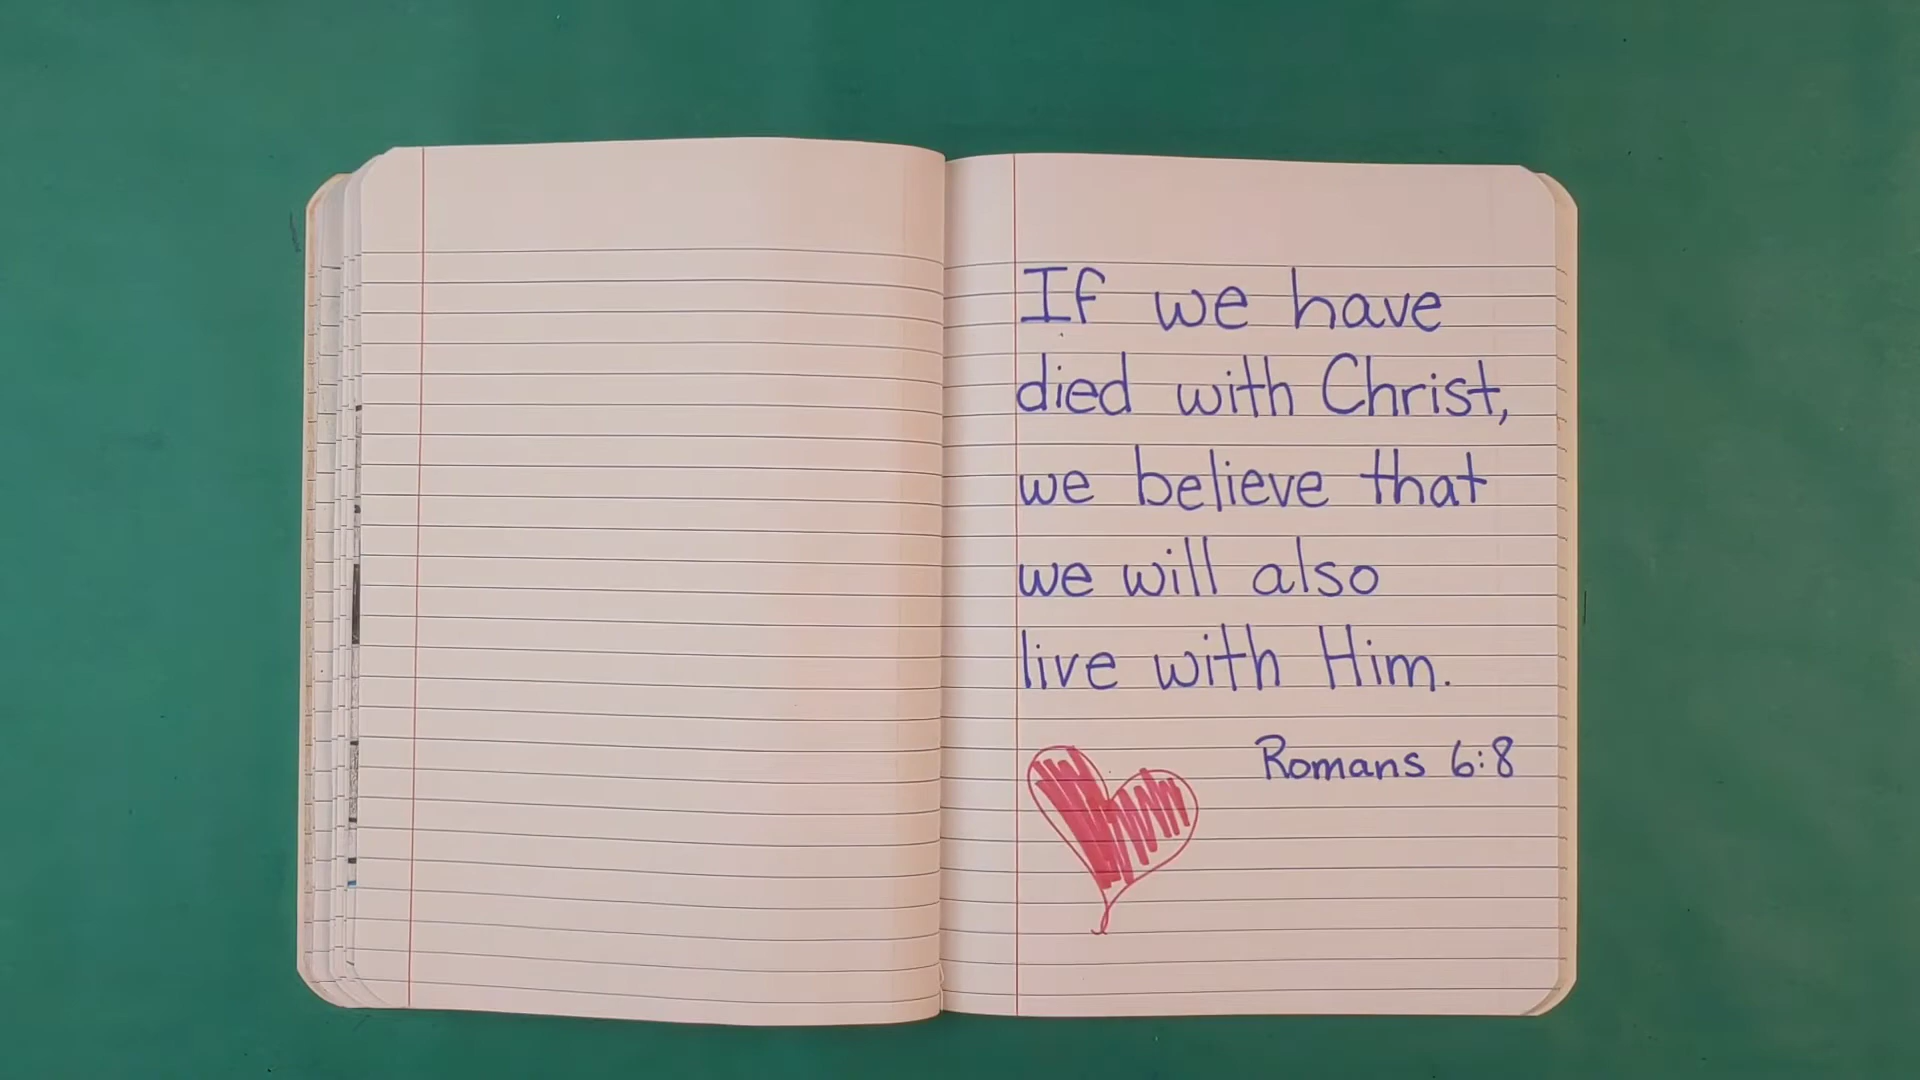 If we have
died with Christ,
we believe that
we will also
live with Him.
Romans 6:8